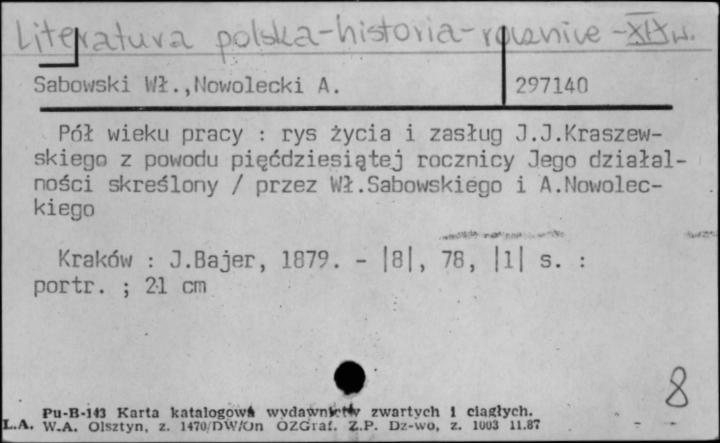 Literatura polska-historia-rocznice-XIXw.
Sabowski Wł.,Nowolecki A.
297140
Pół wieku pracy : rys życia i zasług J.J.Kraszew-
skiego z powodu pięćdziesiątej rocznicy Jego działal-
ności skreślony / przez Wł.Sabowskiego i A.Nowolec-
kiego
Kraków : J.Bajer, 1879. - |8|, 78, |1| s. :
portr. ; 21 cm
8
Pu-B-143 Karta katalogowa wydawnictw zwartych i ciągłych.
Ł.A. W.A. Olsztyn, z. 1470/DW/Un OZGraf. Z.P. Dz-wo, z. 1003 11.87